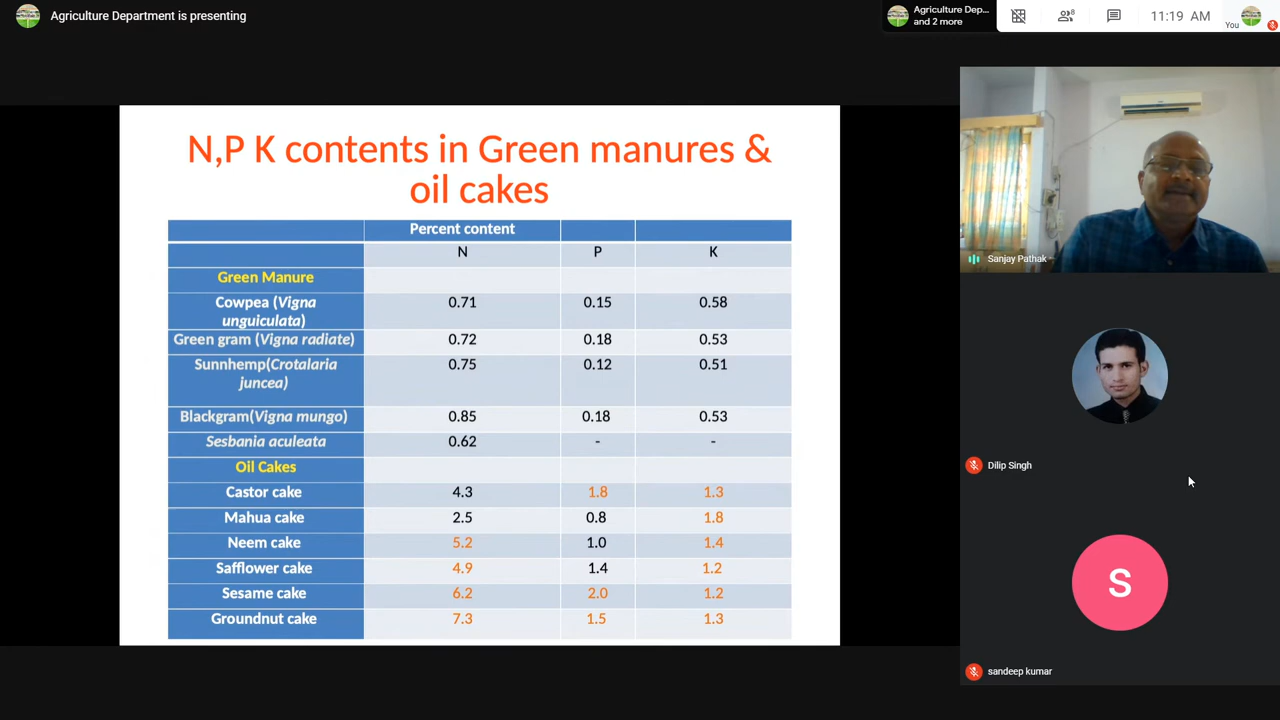 Agriculture Department is presenting
Agriculture Dep...
and 2 more
8
11:19 AM
You
N,P K contents in Green manures &
oil cakes
Percent content
N P K
Green Manure
Cowpea (Vigna
unguiculata) 0.71 0.15 0.58
Green gram (Vigna radiate) 0.72 0.18 0.53
Sunnhemp(Crotalaria
juncea) 0.75 0.12 0.51
Blackgram(Vigna mungo) 0.85 0.18 0.53
Sesbania aculeata 0.62 - -
Oil Cakes
Castor cake 4.3 1.8 1.3
Mahua cake 2.5 0.8 1.8
Neem cake 5.2 1.0 1.4
Safflower cake 4.9 1.4 1.2
Sesame cake 6.2 2.0 1.2
Groundnut cake 7.3 1.5 1.3
Sanjay Pathak
Dilip Singh
S
sandeep kumar